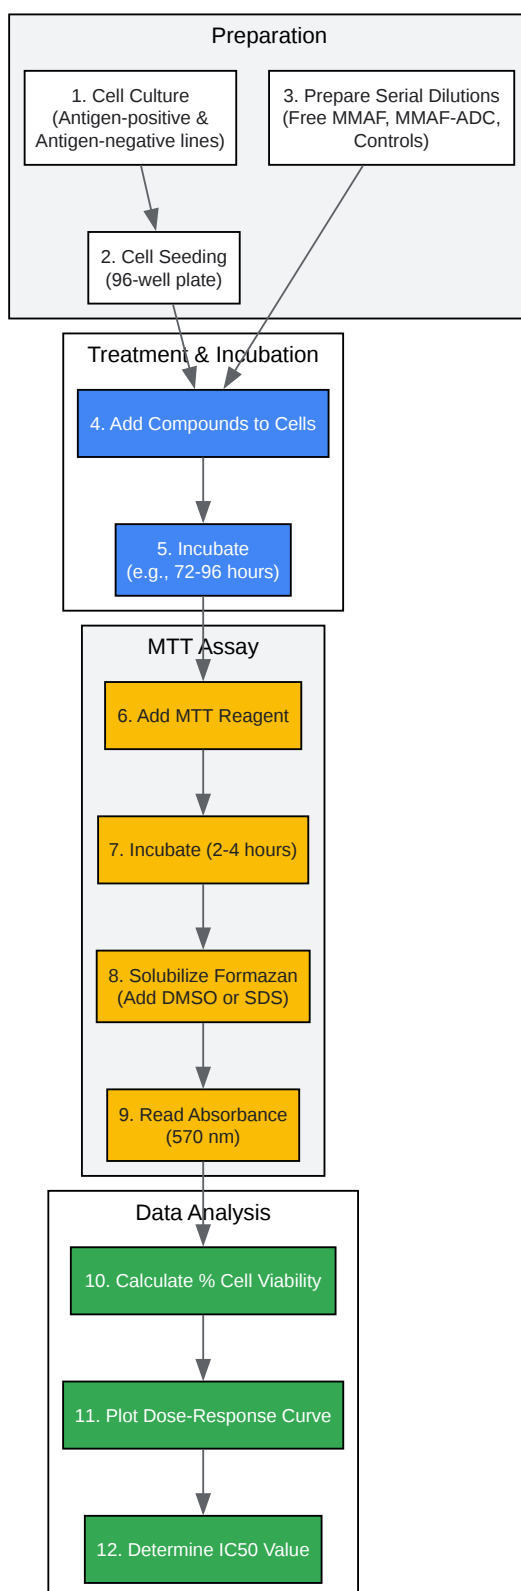 Preparation
1. Cell Culture
(Antigen-positive &
Antigen-negative lines)
3. Prepare Serial Dilutions
(Free MMAF, MMAF-ADC,
Controls)
2. Cell Seeding
(96-well plate)
Treatment & Incubation
4. Add Compounds to Cells
5. Incubate
(e.g., 72-96 hours)
MTT Assay
6. Add MTT Reagent
7. Incubate (2-4 hours)
8. Solubilize Formazan
(Add DMSO or SDS)
9. Read Absorbance
(570 nm)
Data Analysis
10. Calculate % Cell Viability
11. Plot Dose-Response Curve
12. Determine IC50 Value